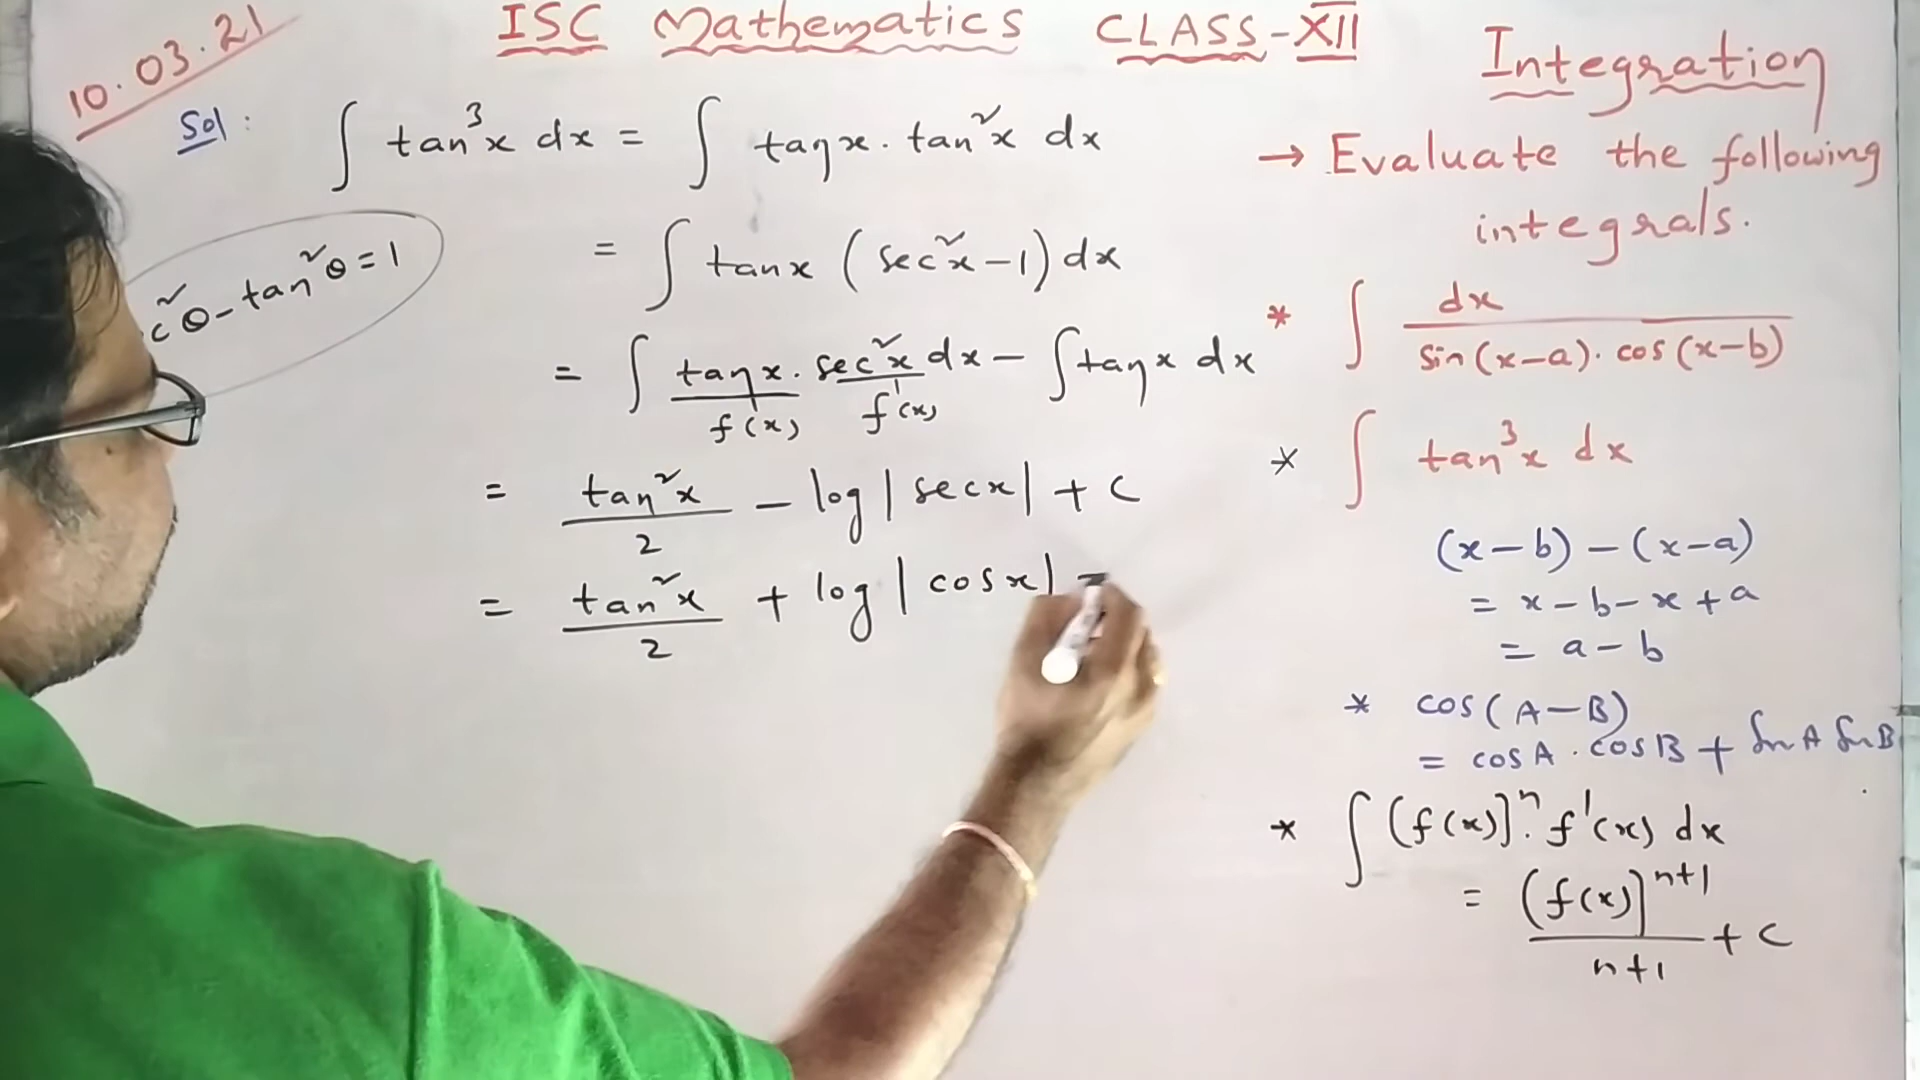 10.03.21
ISC Mathematics CLASS-XII
Sol:
∫ tan³x dx = ∫ tanx . tan²x dx
= ∫ tanx (sec²x - 1) dx
c²θ - tan²θ = 1
= ∫ tanx . sec²x dx - ∫ tanx dx
f(x) f'(x)
= tan²x/2 - log|secx| + c
= tan²x/2 + log|cosx|
Integration
→ Evaluate the following
integrals.
* ∫ dx / sin(x-a). cos(x-b)
* ∫ tan³x dx
(x-b) - (x-a)
= x - b - x + a
= a - b
* cos(A-B)
= cosA . cosB + SinA SinB
* ∫ (f(x)]ⁿ. f'(x) dx
= (f(x)]ⁿ⁺¹ / n+1 + c